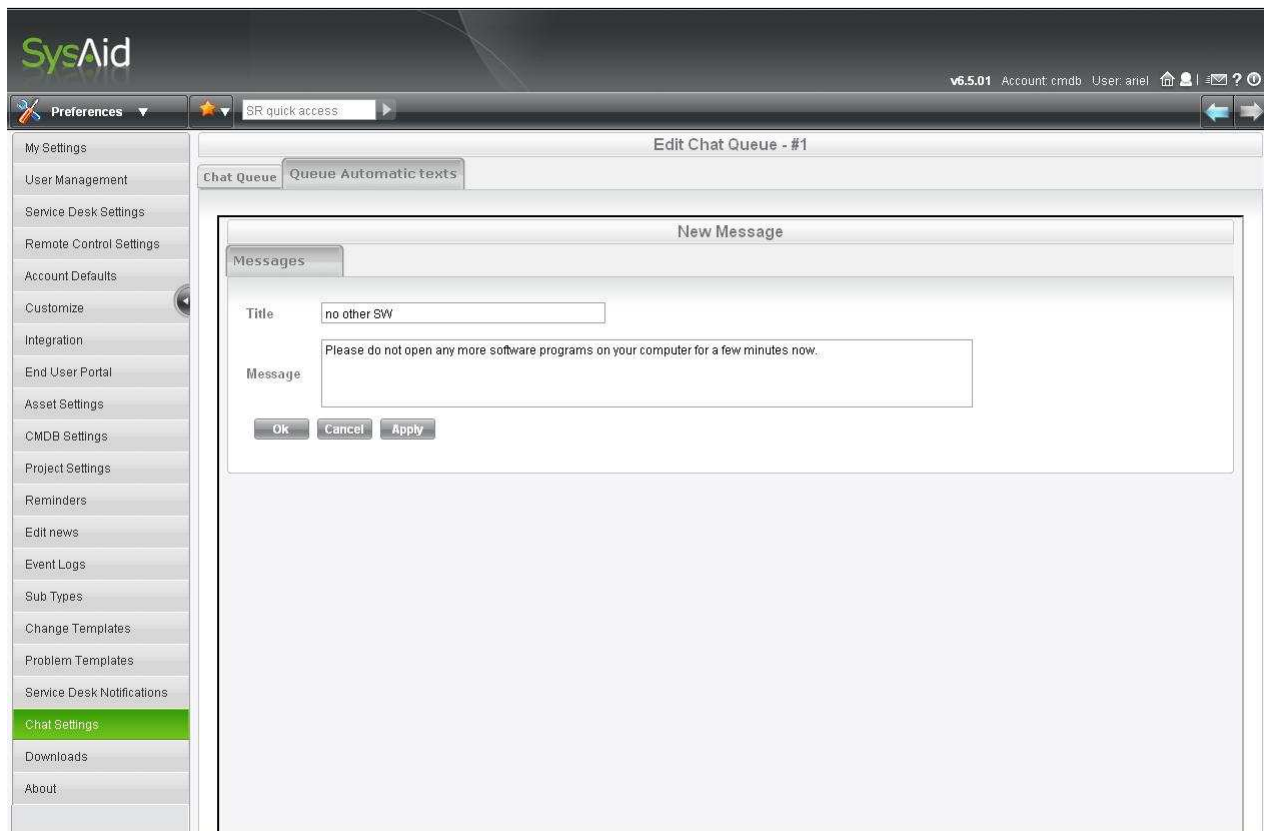 SysAid
v6.5.01 Account: cmdb User: ariel
Preferences
SR quick access
My Settings
User Management
Service Desk Settings
Remote Control Settings
Account Defaults
Customize
Integration
End User Portal
Asset Settings
CMDB Settings
Project Settings
Reminders
Edit news
Event Logs
Sub Types
Change Templates
Problem Templates
Service Desk Notifications
Chat Settings
Downloads
About
Edit Chat Queue - #1
Chat Queue
Queue Automatic texts
New Message
Messages
Title
no other SW
Message
Please do not open any more software programs on your computer for a few minutes now.
Ok
Cancel
Apply